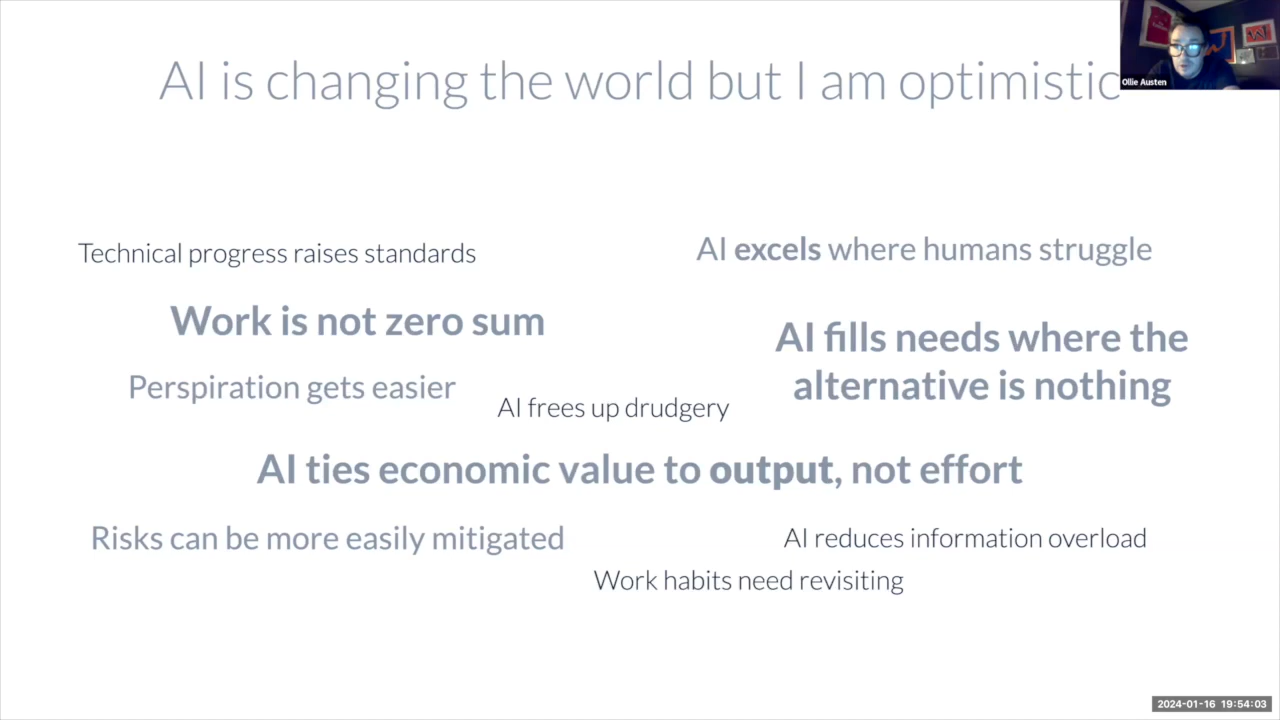 AI is changing the world but I am optimistic
Ollie Austen
Technical progress raises standards
AI excels where humans struggle
Work is not zero sum
AI fills needs where the
alternative is nothing
Perspiration gets easier
AI frees up drudgery
AI ties economic value to output, not effort
Risks can be more easily mitigated
AI reduces information overload
Work habits need revisiting
2024-01-16 19:54:03